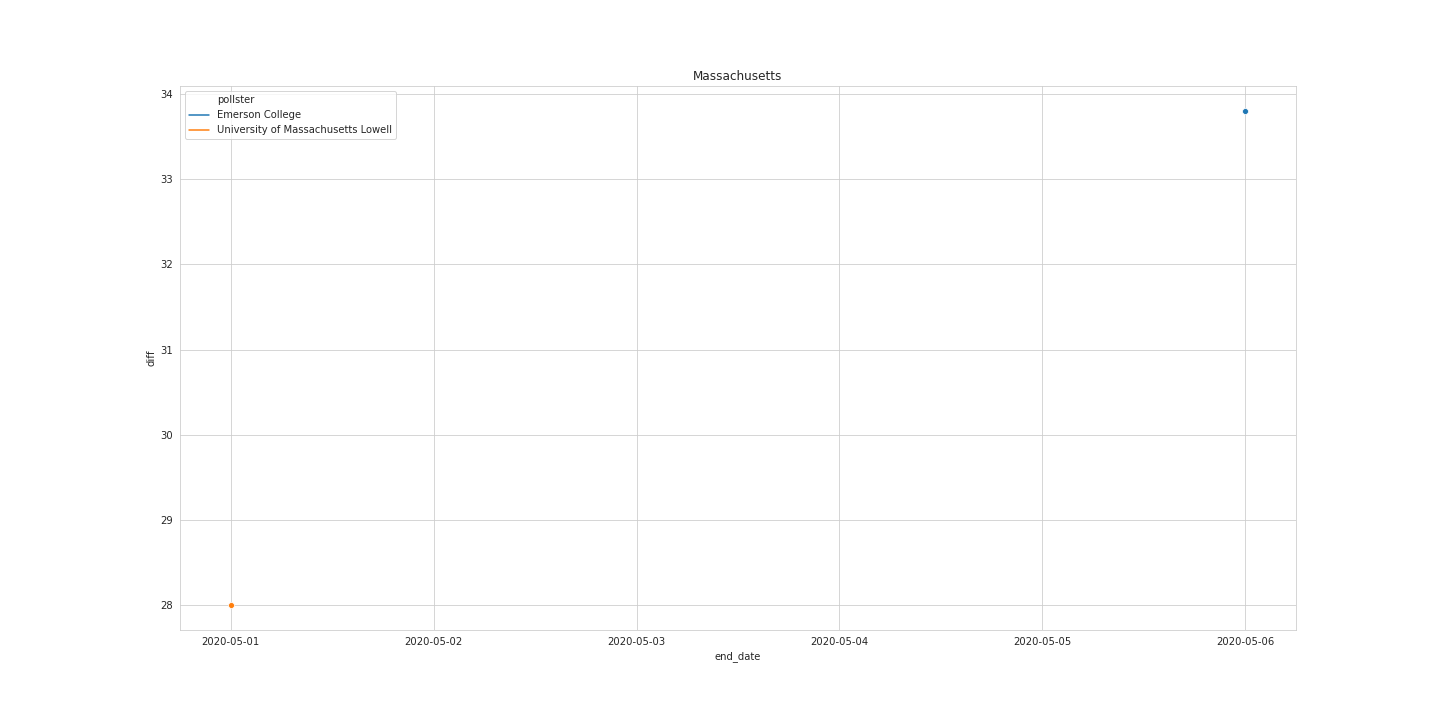 Massachusetts
pollster
Emerson College
University of Massachusetts Lowell
34
33
32
31
30
29
28
diff
2020-05-01 2020-05-02 2020-05-03 2020-05-04 2020-05-05 2020-05-06
end_date